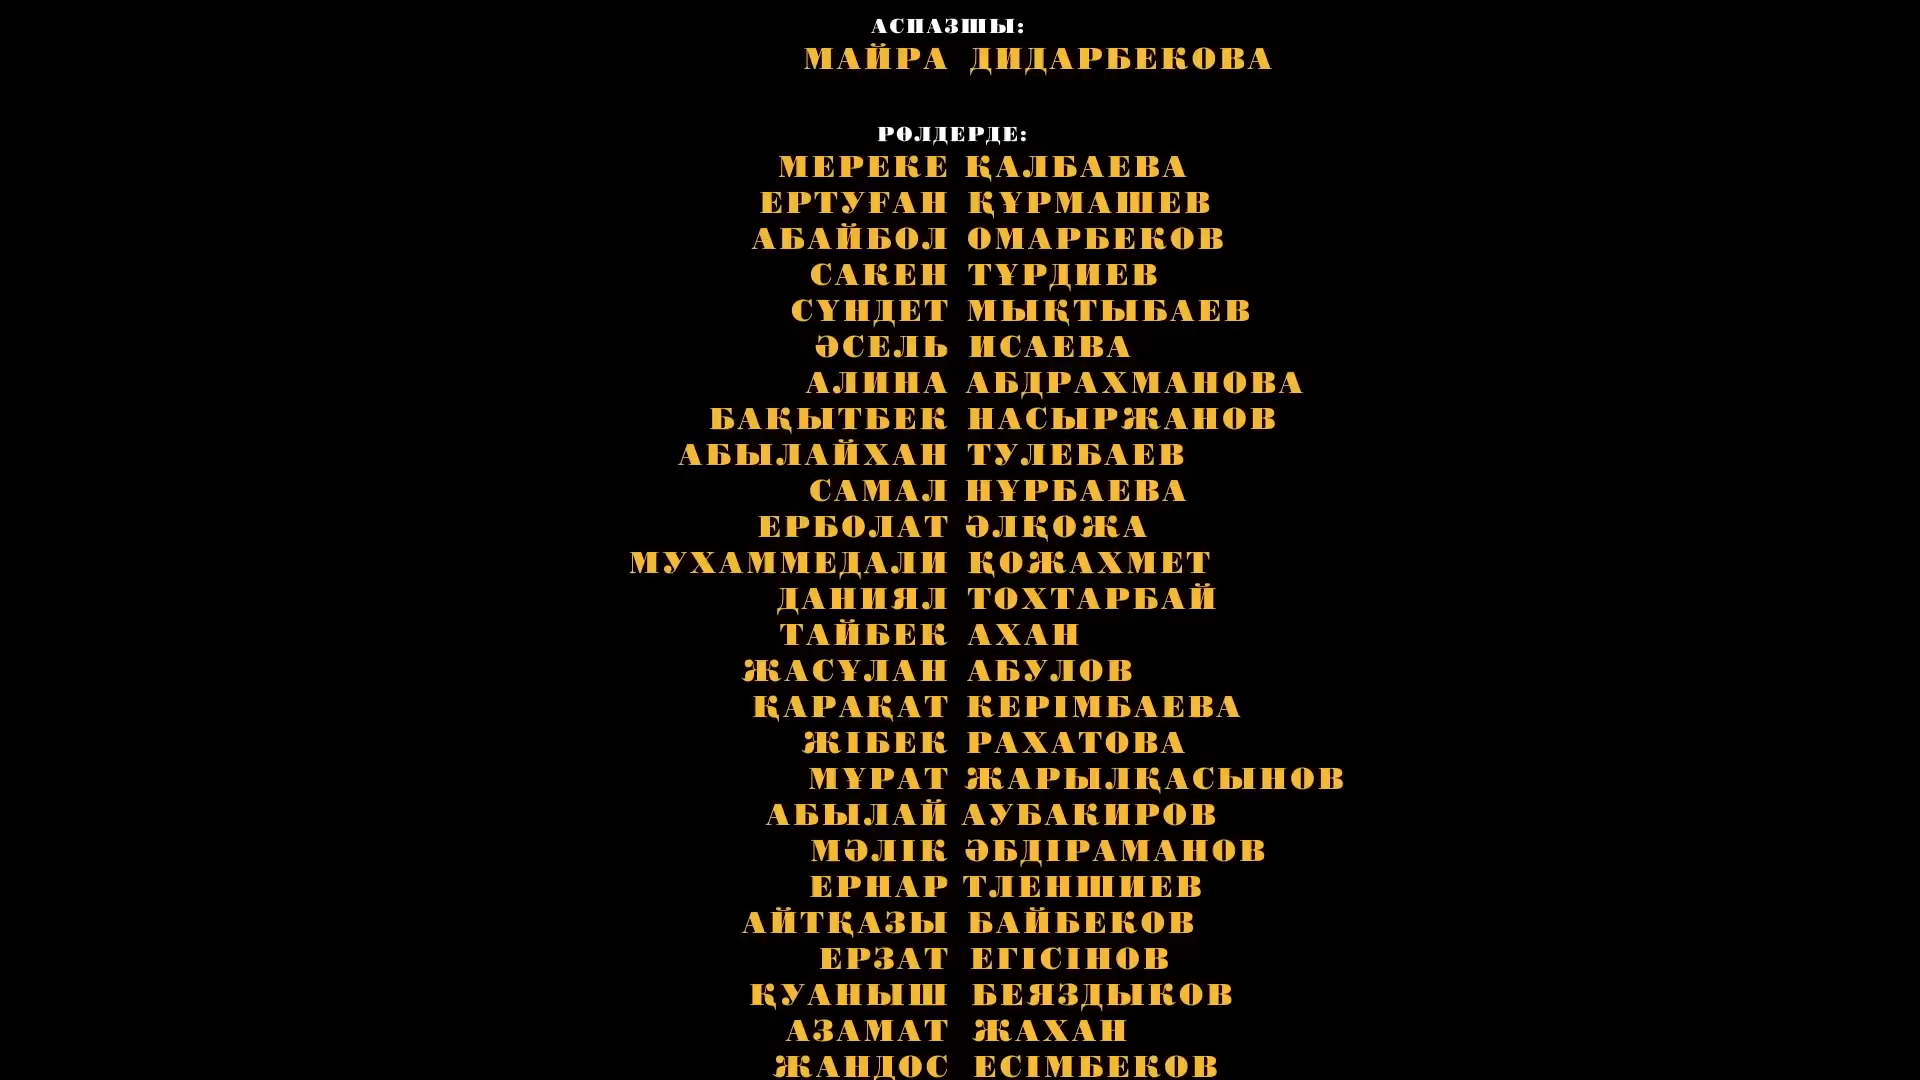 АСПАЗШЫ:
МАЙРА ДИДАРБЕКОВА
РӨЛДЕРДЕ:
МЕРЕКЕ ҚАЛБАЕВА
ЕРТУҒАН ҚҰРМАШЕВ
АБАЙБОЛ ОМАРБЕКОВ
САКЕН ТҰРДИЕВ
СҮНДЕТ МЫҚТЫБАЕВ
ӘСЕЛЬ ИСАЕВА
АЛИНА АБДРАХМАНОВА
БАҚЫТБЕК НАСЫРЖАНОВ
АБЫЛАЙХАН ТУЛЕБАЕВ
САМАЛ НҰРБАЕВА
ЕРБОЛАТ ӘЛҚОЖА
МУХАММЕДАЛИ ҚОЖАХМЕТ
ДАНИЯЛ ТОХТАРБАЙ
ТАЙБЕК АХАН
ЖАСҰЛАН АБУЛОВ
ҚАРАҚАТ КЕРІМБАЕВА
ЖІБЕК РАХАТОВА
МҰРАТ ЖАРЫЛҚАСЫНОВ
АБЫЛАЙ АУБАКИРОВ
МӘЛІК ӘБДІРАМАНОВ
ЕРНАР ТЛЕНШИЕВ
АЙТҚАЗЫ БАЙБЕКОВ
ЕРЗАТ ЕГІСІНОВ
ҚУАНЫШ БЕЯЗДЫКОВ
АЗАМАТ ЖАХАН
ЖАНДОС ЕСІМБЕКОВ